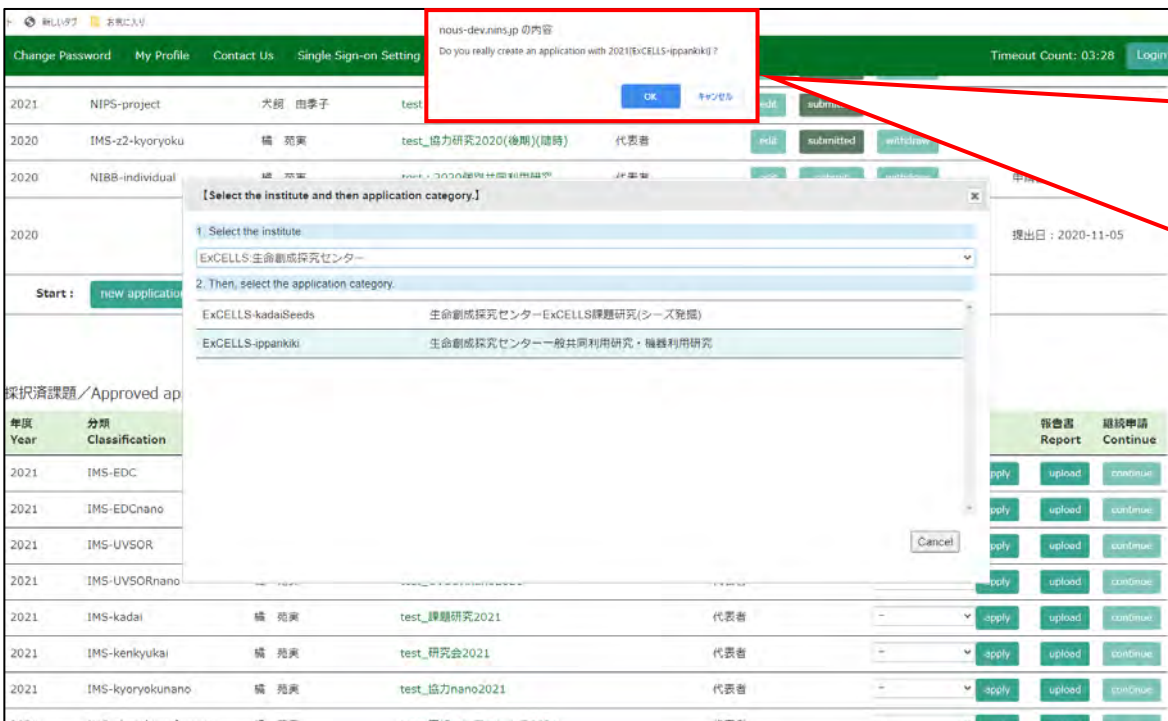 新しいタブ お気に入り
nous-dev.nins.jp の内容
Do you really create an application with 2021[ExCELLS-ippankiki] ?
OK キャンセル
Change Password My Profile Contact Us Single Sign-on Setting Timeout Count: 03:28 Login
2021 NIPS-project 犬飼 由季子 test edit
2020 IMS-z2-kyoryoku 橘 苑実 test_協力研究2020(後期)(随時) 代表者 edit submitted withdraw
2020 NIBB-individual
【Select the institute and then application category.】
1. Select the institute
ExCELLS:生命創成探究センター
2020 提出日：2020-11-05
2. Then, select the application category.
Start : new application
ExCELLS-kadaiSeeds 生命創成探究センターExCELLS課題研究(シーズ発掘)
ExCELLS-ippankiki 生命創成探究センター一般共同利用研究・機器利用研究
採択済課題／Approved ap
年度 分類 報告書 継続申請
Year Classification Report Continue
2021 IMS-EDC pply upload continue
2021 IMS-EDCnano pply upload continue
2021 IMS-UVSOR Cancel pply upload continue
2021 IMS-UVSORnano pply upload continue
2021 IMS-kadai 橘 苑実 test_課題研究2021 代表者 - apply upload continue
2021 IMS-kenkyukai 橘 苑実 test_研究会2021 代表者 - apply upload continue
2021 IMS-kyoryokunano 橘 苑実 test_協力nano2021 代表者 - apply upload continue